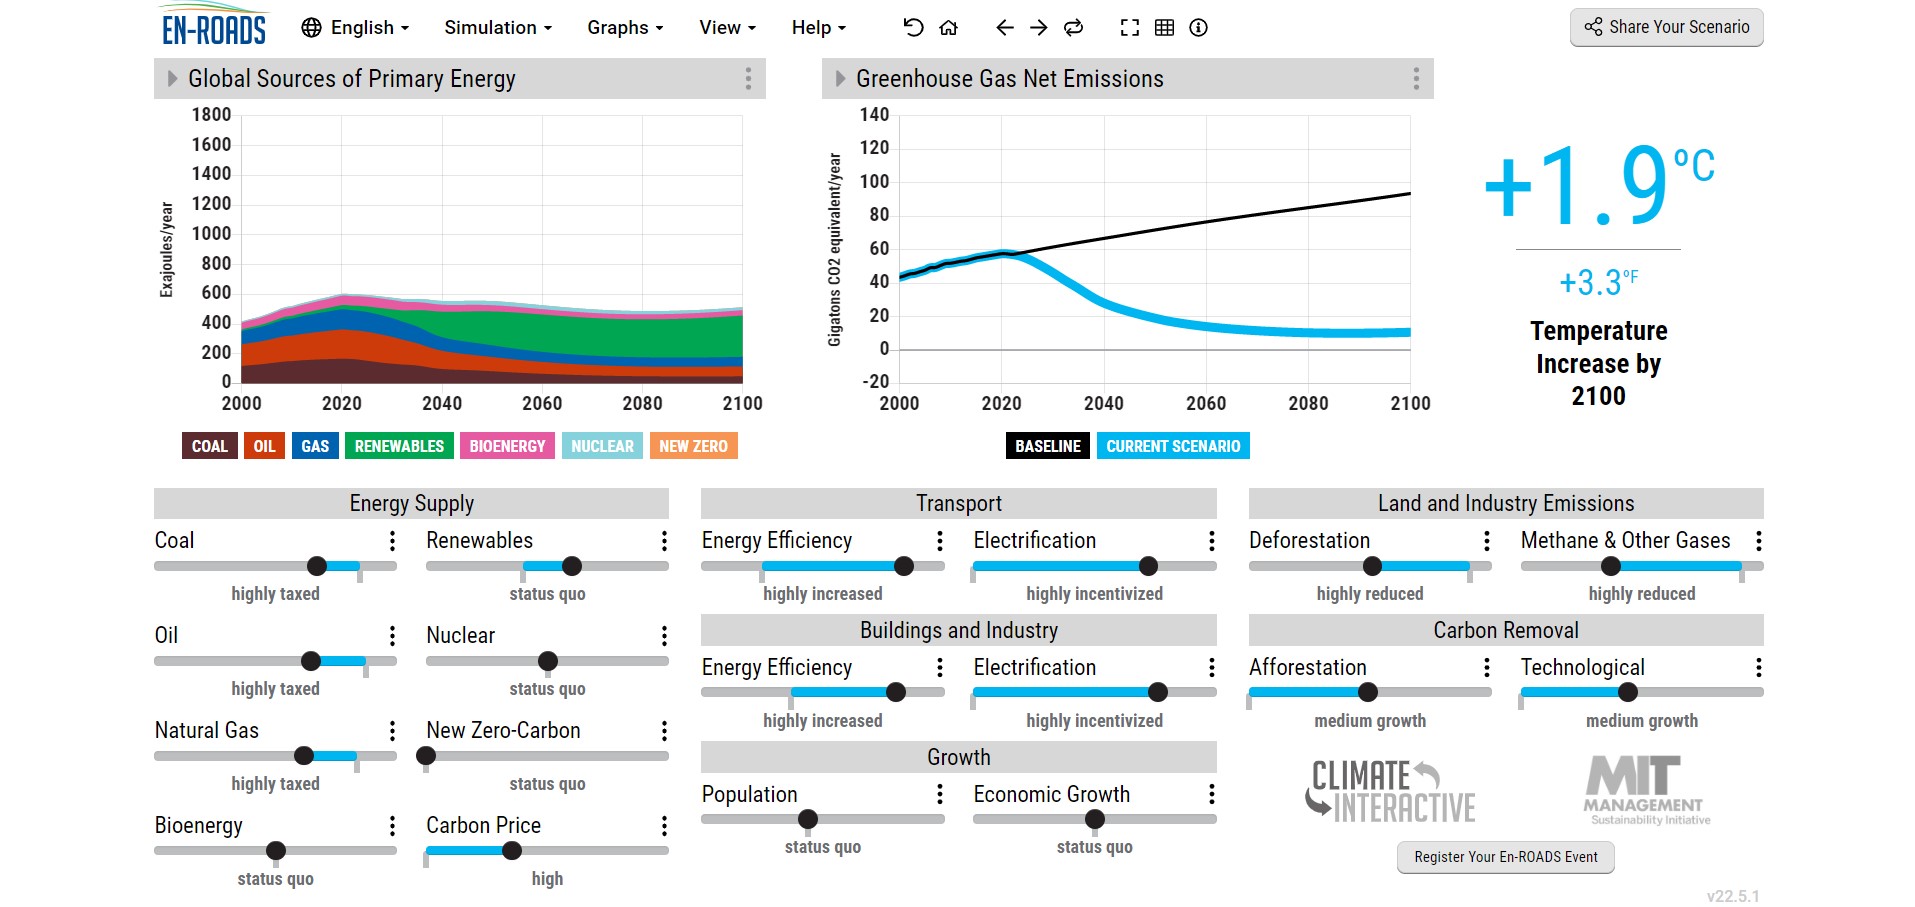 EN-ROADS English Simulation Graphs View Help Share Your Scenario
Global Sources of Primary Energy
Exajoules/year
1800
1600
1400
1200
1000
800
600
400
200
0
2000 2020 2040 2060 2080 2100
COAL OIL GAS RENEWABLES BIOENERGY NUCLEAR NEW ZERO
Greenhouse Gas Net Emissions
Gigatons CO2 equivalent/year
140
120
100
80
60
40
20
0
-20
2000 2020 2040 2060 2080 2100
BASELINE CURRENT SCENARIO
+1.9°C
+3.3°F
Temperature
Increase by
2100
Energy Supply
Coal
highly taxed
Renewables
status quo
Oil
highly taxed
Nuclear
status quo
Natural Gas
highly taxed
New Zero-Carbon
status quo
Bioenergy
status quo
Carbon Price
high
Transport
Energy Efficiency
highly increased
Electrification
highly incentivized
Buildings and Industry
Energy Efficiency
highly increased
Electrification
highly incentivized
Growth
Population
status quo
Economic Growth
status quo
Land and Industry Emissions
Deforestation
highly reduced
Methane & Other Gases
highly reduced
Carbon Removal
Afforestation
medium growth
Technological
medium growth
CLIMATE
INTERACTIVE
MIT
MANAGEMENT
Sustainability Initiative
Register Your En-ROADS Event
v22.5.1